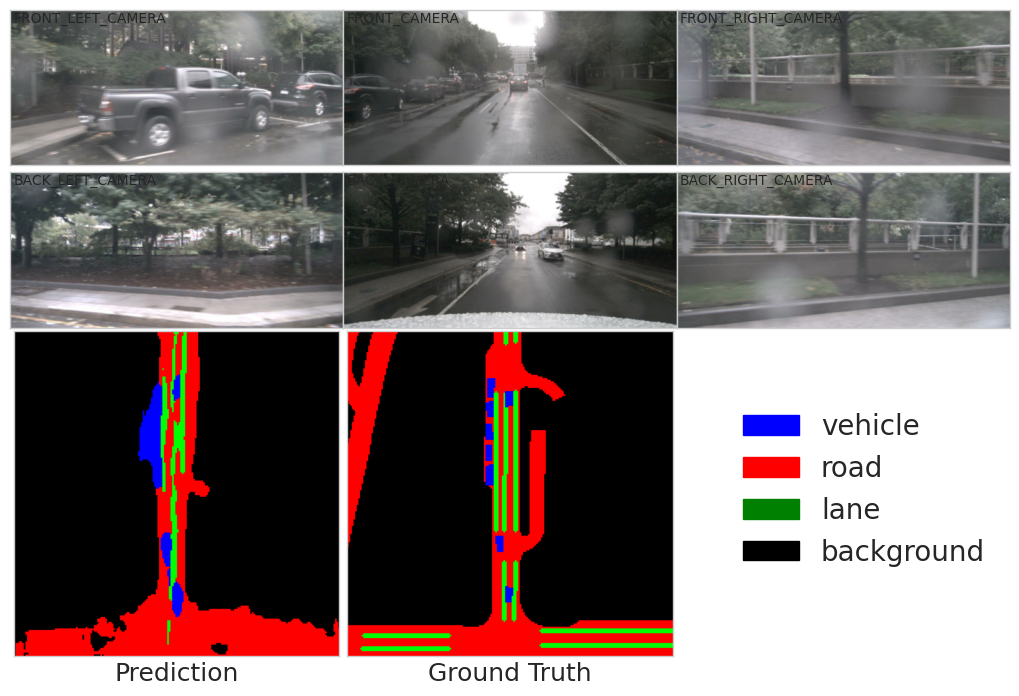 FRONT_LEFT_CAMERA
FRONT_CAMERA
FRONT_RIGHT_CAMERA
BACK_LEFT_CAMERA
BACK_RIGHT_CAMERA
vehicle
road
lane
background
Prediction
Ground Truth